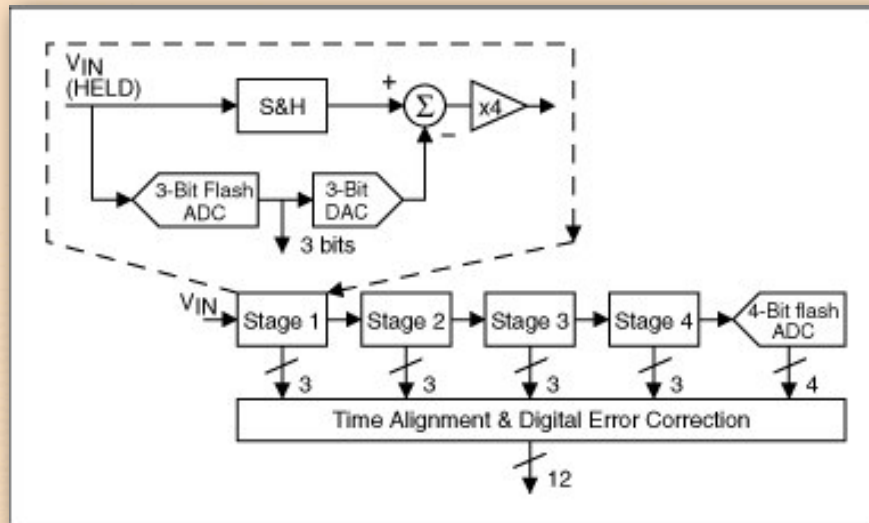 VIN
(HELD)
S&H
+
Σ
−
x4
3-Bit Flash
ADC
3-Bit
DAC
3 bits
VIN
Stage 1
Stage 2
Stage 3
Stage 4
4-Bit flash
ADC
3
3
3
3
4
Time Alignment & Digital Error Correction
12